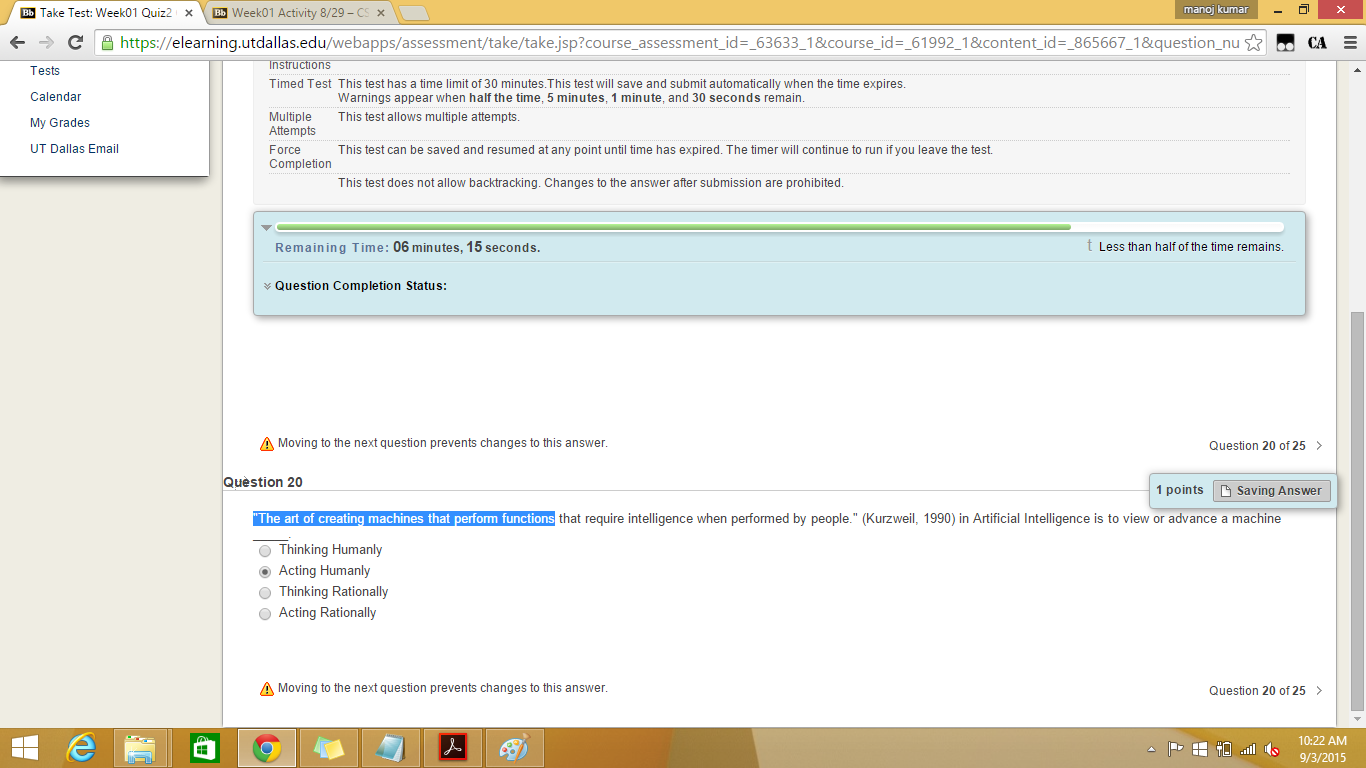 Take Test: Week01 Quiz2
Week01 Activity 8/29 – CS
manoj kumar
https://elearning.utdallas.edu/webapps/assessment/take/take.jsp?course_assessment_id=_63633_1&course_id=_61992_1&content_id=_865667_1&question_nu
CA
Tests
Calendar
My Grades
UT Dallas Email
Instructions
Timed Test This test has a time limit of 30 minutes.This test will save and submit automatically when the time expires.
Warnings appear when half the time, 5 minutes, 1 minute, and 30 seconds remain.
Multiple Attempts This test allows multiple attempts.
Force Completion This test can be saved and resumed at any point until time has expired. The timer will continue to run if you leave the test.
This test does not allow backtracking. Changes to the answer after submission are prohibited.
Remaining Time: 06 minutes, 15 seconds.
t Less than half of the time remains.
Question Completion Status:
Moving to the next question prevents changes to this answer.
Question 20 of 25 >
Question 20
1 points Saving Answer
"The art of creating machines that perform functions that require intelligence when performed by people." (Kurzweil, 1990) in Artificial Intelligence is to view or advance a machine
_____.
Thinking Humanly
Acting Humanly
Thinking Rationally
Acting Rationally
Moving to the next question prevents changes to this answer.
Question 20 of 25 >
10:22 AM
9/3/2015